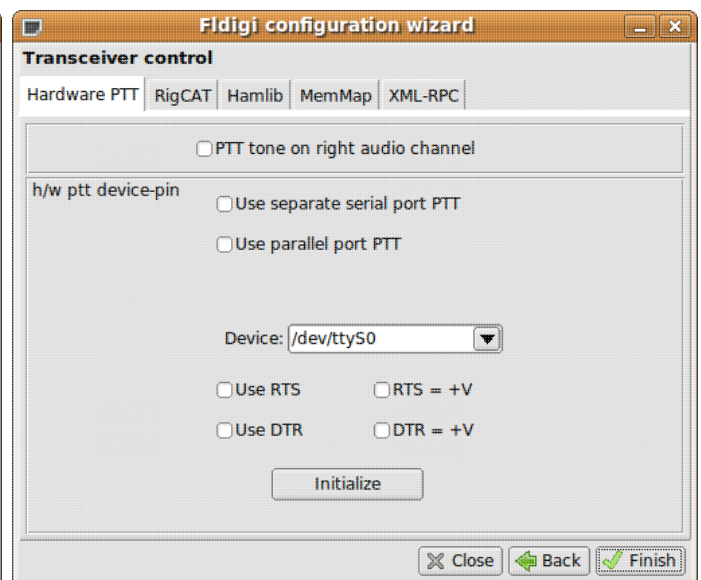 Fldigi configuration wizard
Transceiver control
Hardware PTT RigCAT Hamlib MemMap XML-RPC
PTT tone on right audio channel
h/w ptt device-pin
Use separate serial port PTT
Use parallel port PTT
Device: /dev/ttyS0
Use RTS RTS = +V
Use DTR DTR = +V
Initialize
Close Back Finish